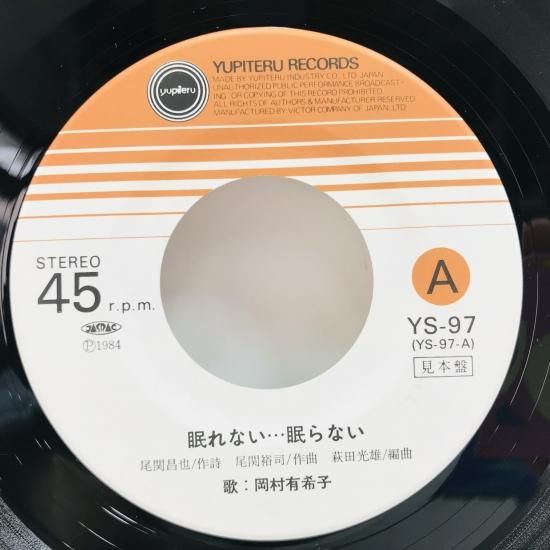 YUPITERU RECORDS
yupiteru
MADE BY YUPITERU INDUSTRY CO., LTD. JAPAN
UNAUTHORIZED PUBLIC PERFORMANCE BROADCAST-
ING OR COPYING OF THIS RECORD PROHIBITED
ALL RIGHTS OF AUTHORS & MANUFACTURER RESERVED
MANUFACTURED BY VICTOR COMPANY OF JAPAN, LTD
STEREO
45 r.p.m.
JASRAC
Ⓟ1984
A
YS-97
(YS-97-A)
見本盤
眠れない…眠らない
尾関昌也/作詩 尾関裕司/作曲 萩田光雄/編曲
歌：岡村有希子